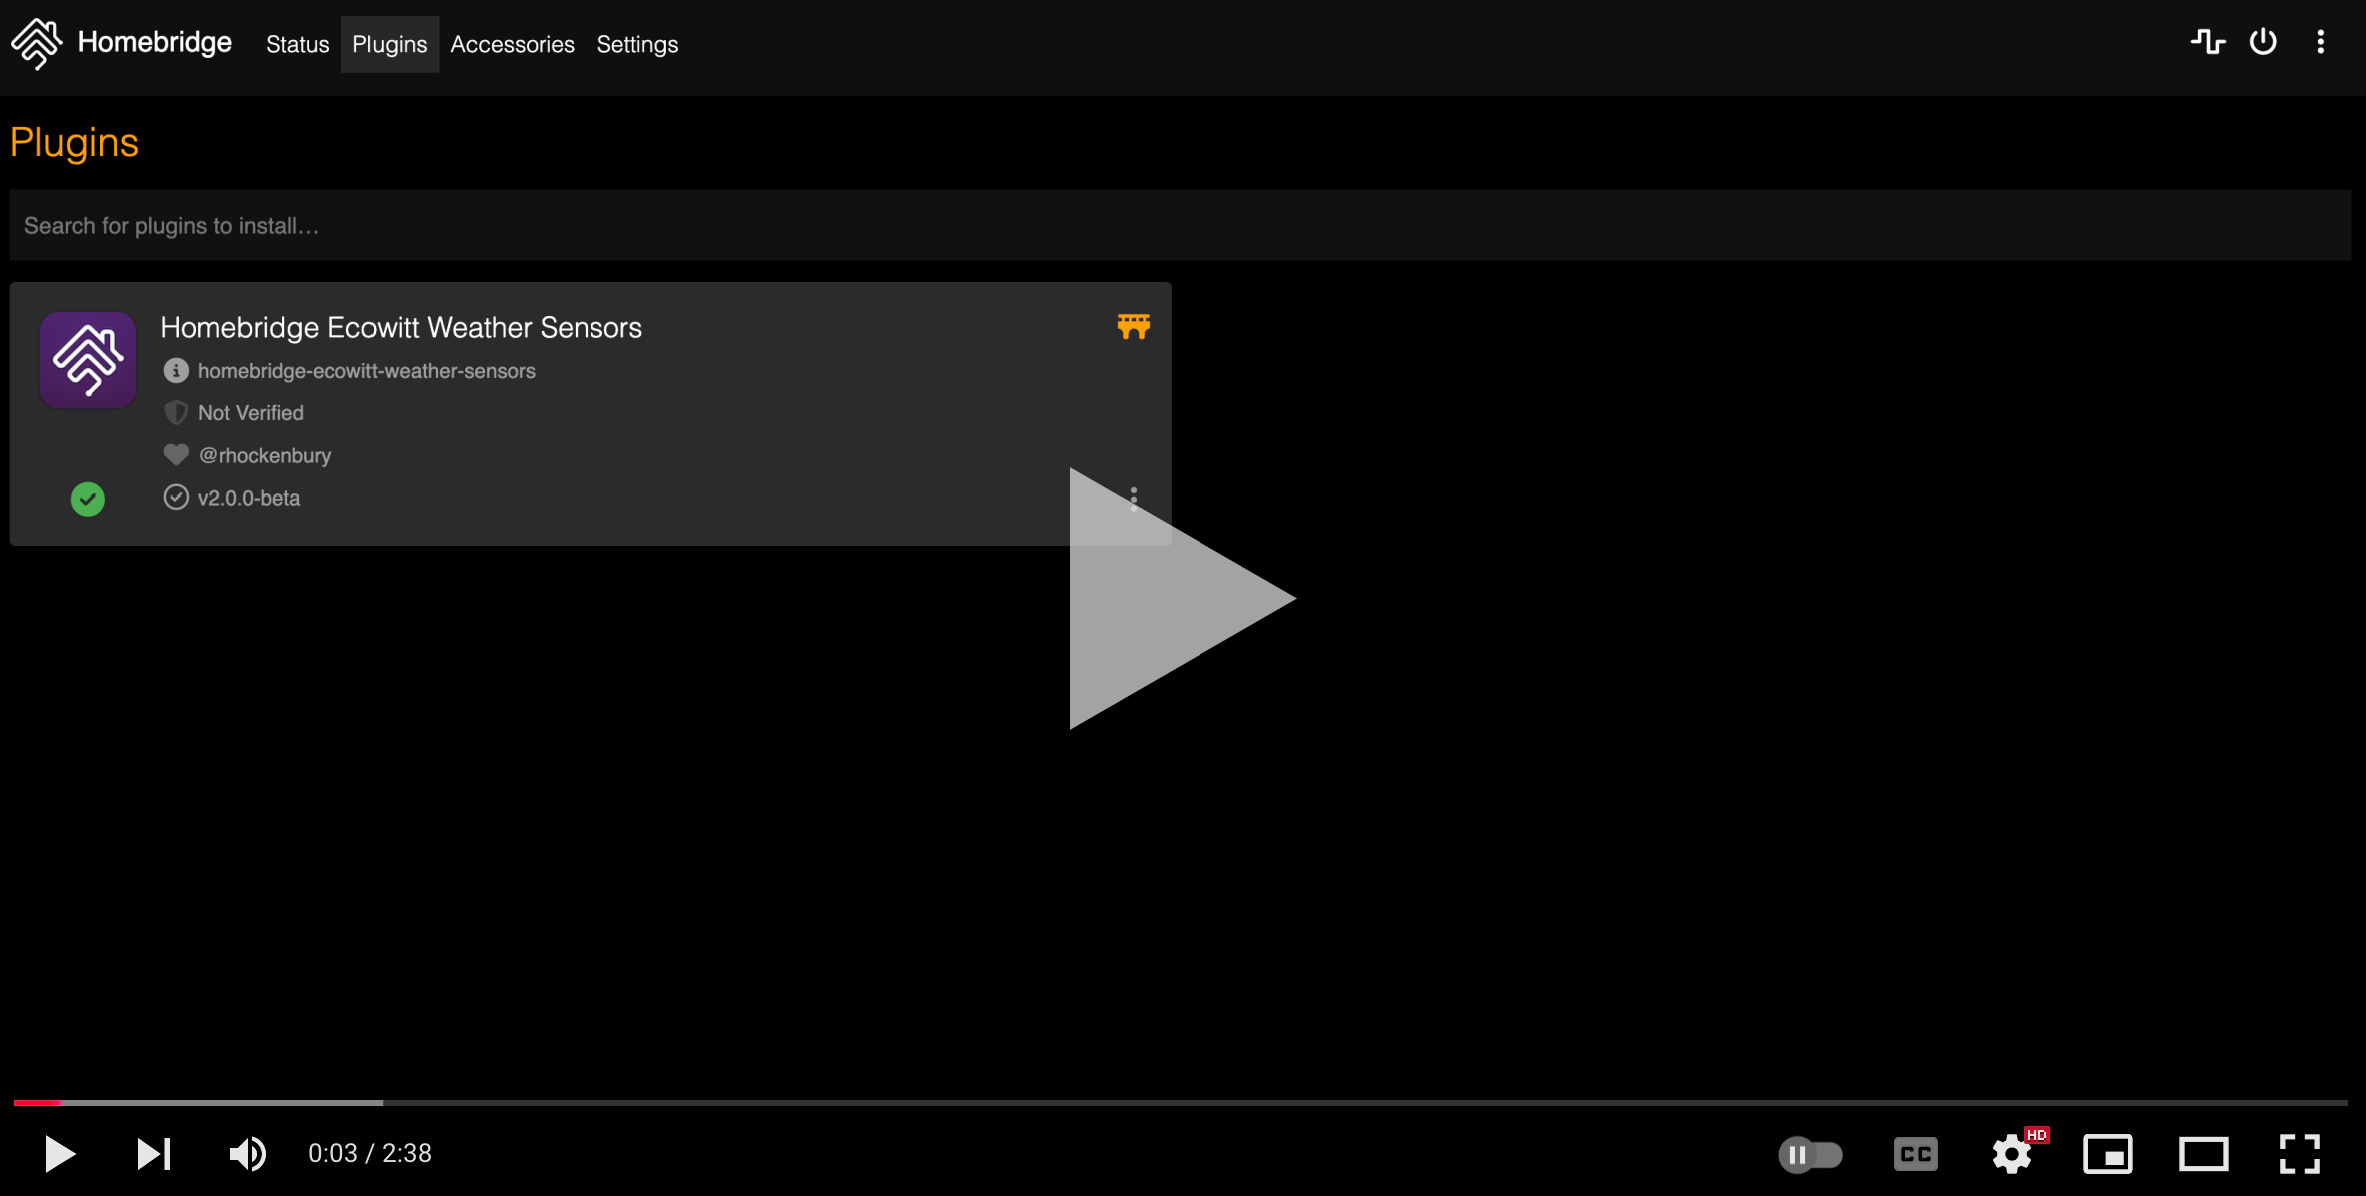 Homebridge Status Plugins Accessories Settings
Plugins
Search for plugins to install...
Homebridge Ecowitt Weather Sensors
homebridge-ecowitt-weather-sensors
Not Verified
@rhockenbury
v2.0.0-beta
0:03 / 2:38
CC
HD